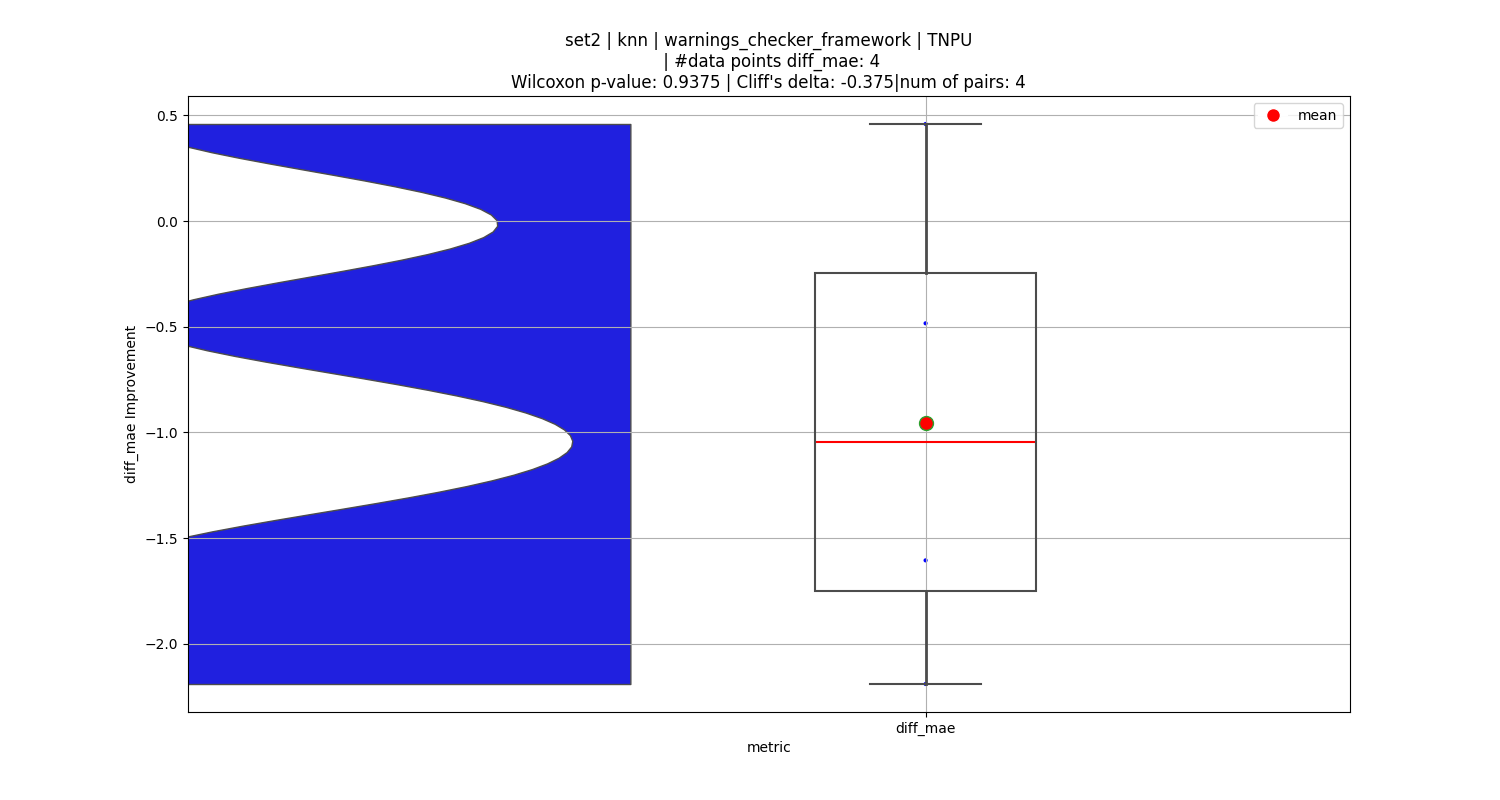 set2 | knn | warnings_checker_framework | TNPU
| #data points diff_mae: 4
Wilcoxon p-value: 0.9375 | Cliff's delta: -0.375|num of pairs: 4
mean
diff_mae Improvement
0.5
0.0
−0.5
−1.0
−1.5
−2.0
diff_mae
metric